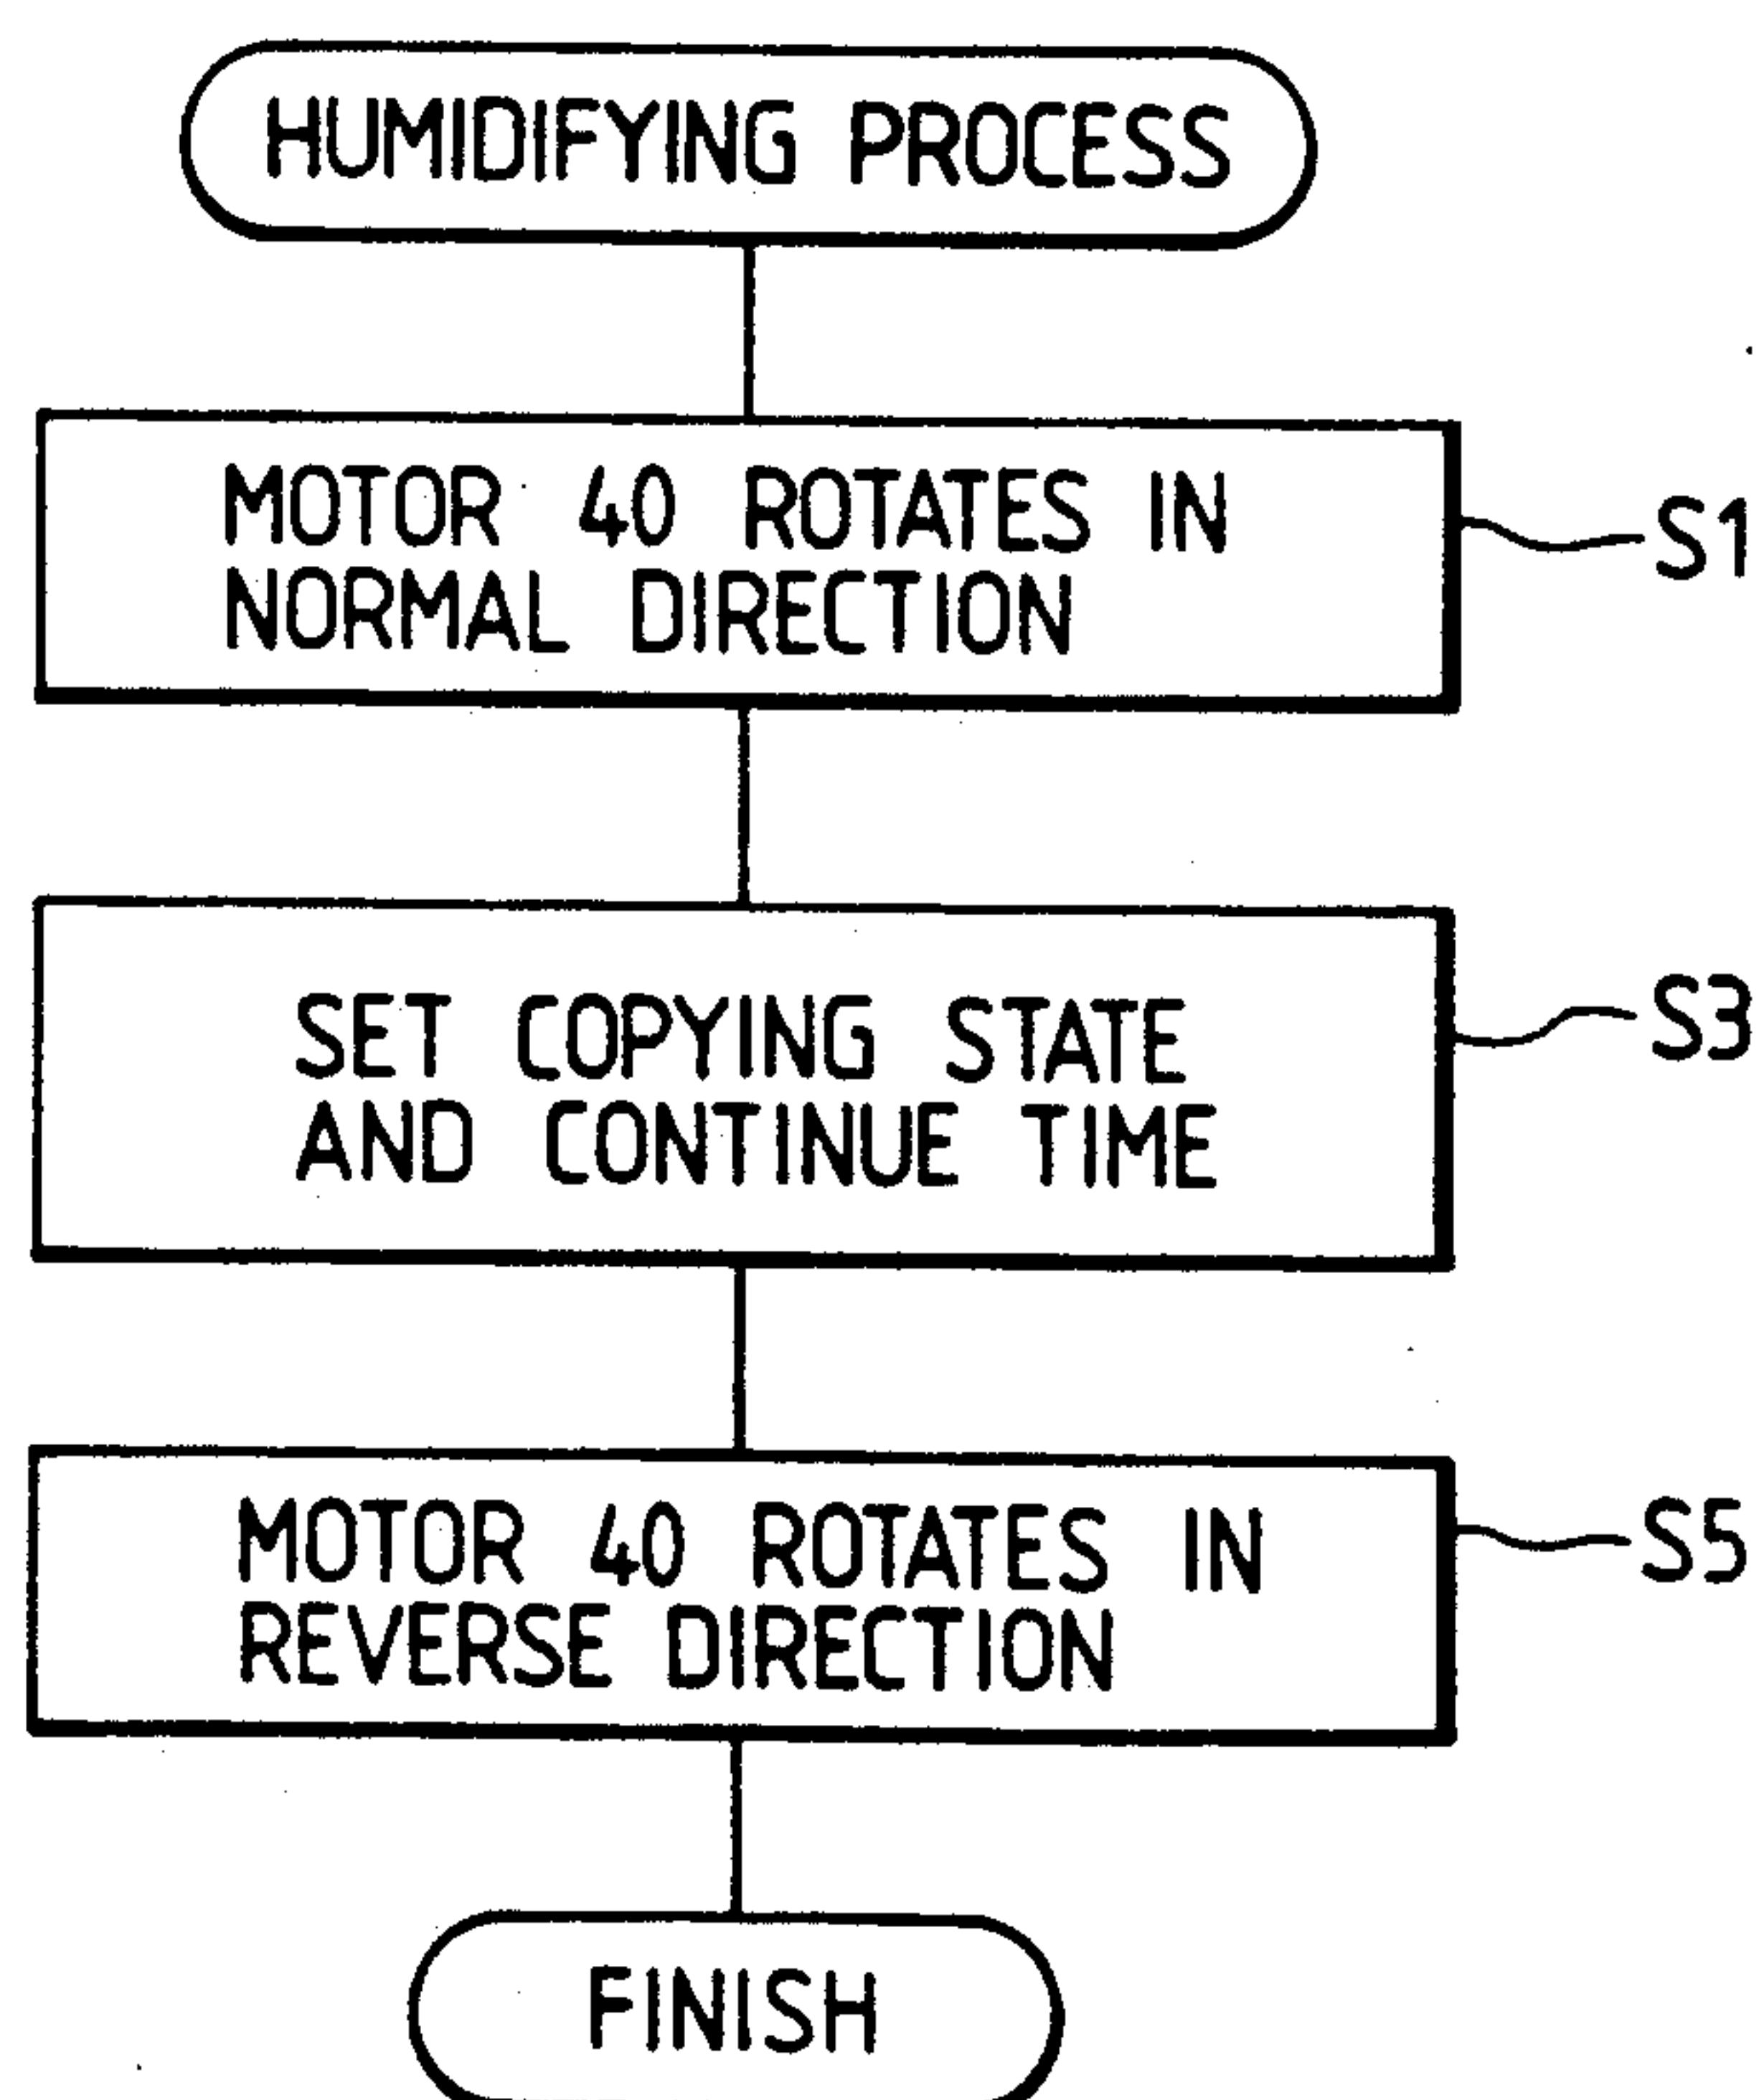 HUMIDIFYING PROCESS
MOTOR 40 ROTATES IN
NORMAL DIRECTION
S1
SET COPYING STATE
AND CONTINUE TIME
S3
MOTOR 40 ROTATES IN
REVERSE DIRECTION
S5
FINISH